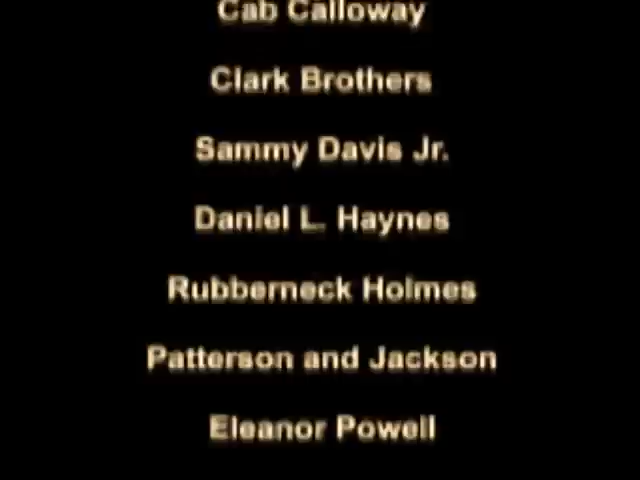 Cab Calloway
Clark Brothers
Sammy Davis Jr.
Daniel L. Haynes
Rubberneck Holmes
Patterson and Jackson
Eleanor Powell